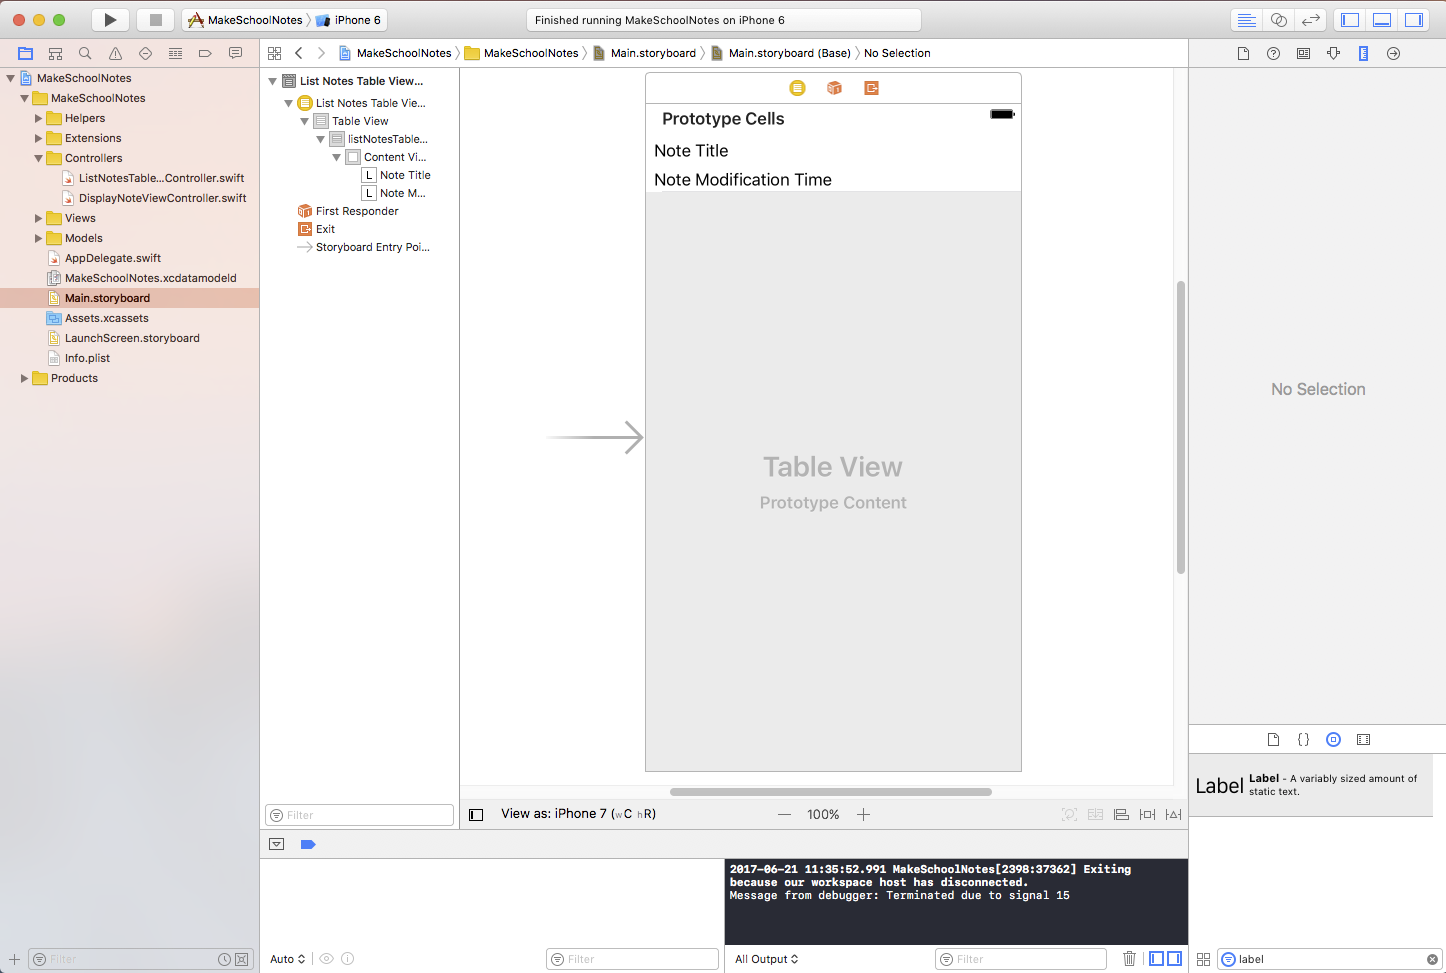 MakeSchoolNotes
iPhone 6
Finished running MakeSchoolNotes on iPhone 6
MakeSchoolNotes
MakeSchoolNotes
Main.storyboard
Main.storyboard (Base)
No Selection
MakeSchoolNotes
MakeSchoolNotes
Helpers
Extensions
Controllers
ListNotesTable...Controller.swift
DisplayNoteViewController.swift
Views
Models
AppDelegate.swift
MakeSchoolNotes.xcdatamodeld
Main.storyboard
Assets.xcassets
LaunchScreen.storyboard
Info.plist
Products
Filter
List Notes Table View...
List Notes Table Vie...
Table View
listNotesTable...
Content Vi...
L Note Title
L Note M...
First Responder
Exit
Storyboard Entry Poi...
Filter
Prototype Cells
Note Title
Note Modification Time
Table View
Prototype Content
View as: iPhone 7 (wC hR)
100%
No Selection
Label
Label - A variably sized amount of
static text.
2017-06-21 11:35:52.991 MakeSchoolNotes[2398:37362] Exiting
because our workspace host has disconnected.
Message from debugger: Terminated due to signal 15
Auto
Filter
All Output
Filter
label